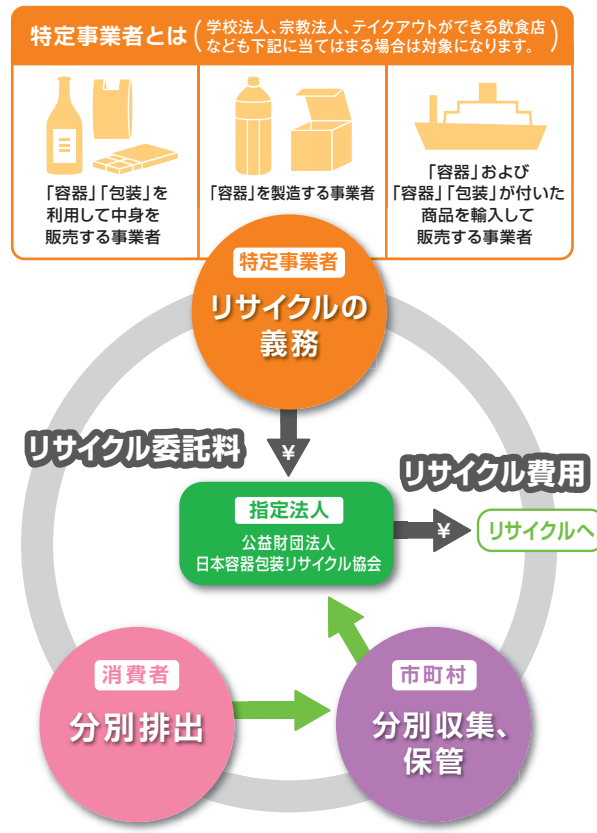 特定事業者とは（学校法人、宗教法人、テイクアウトができる飲食店
なども下記に当てはまる場合は対象になります。）
「容器」「包装」を
利用して中身を
販売する事業者
「容器」を製造する事業者
「容器」および
「容器」「包装」が付いた
商品を輸入して
販売する事業者
特定事業者
リサイクルの
義務
リサイクル委託料
¥
リサイクル費用
指定法人
公益財団法人
日本容器包装リサイクル協会
¥
リサイクルへ
消費者
分別排出
市町村
分別収集、
保管